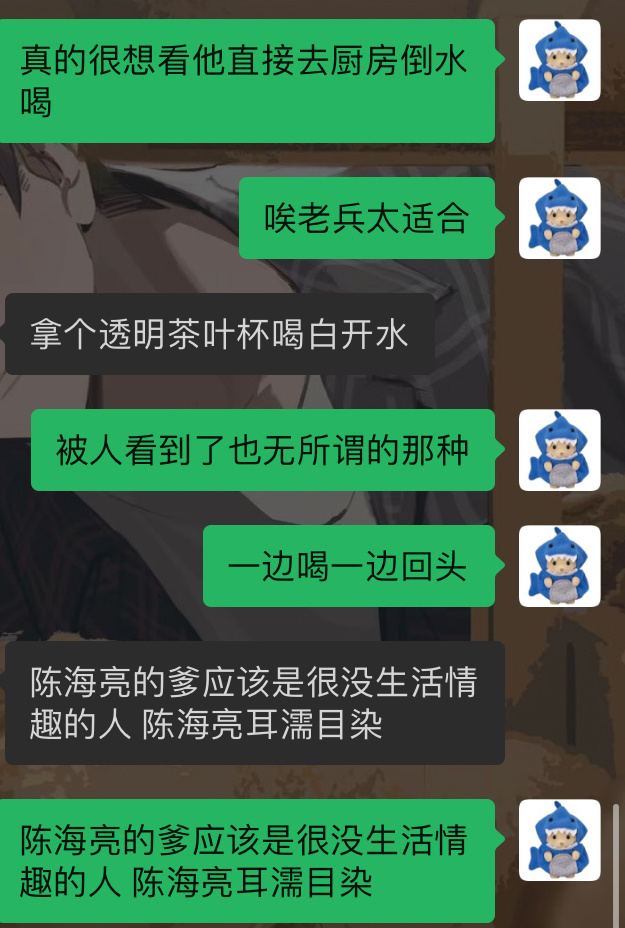 真的很想看他直接去厨房倒水
喝
唉老兵太适合
拿个透明茶叶杯喝白开水
被人看到了也无所谓的那种
一边喝一边回头
陈海亮的爹应该是很没生活情
趣的人 陈海亮耳濡目染
陈海亮的爹应该是很没生活情
趣的人 陈海亮耳濡目染